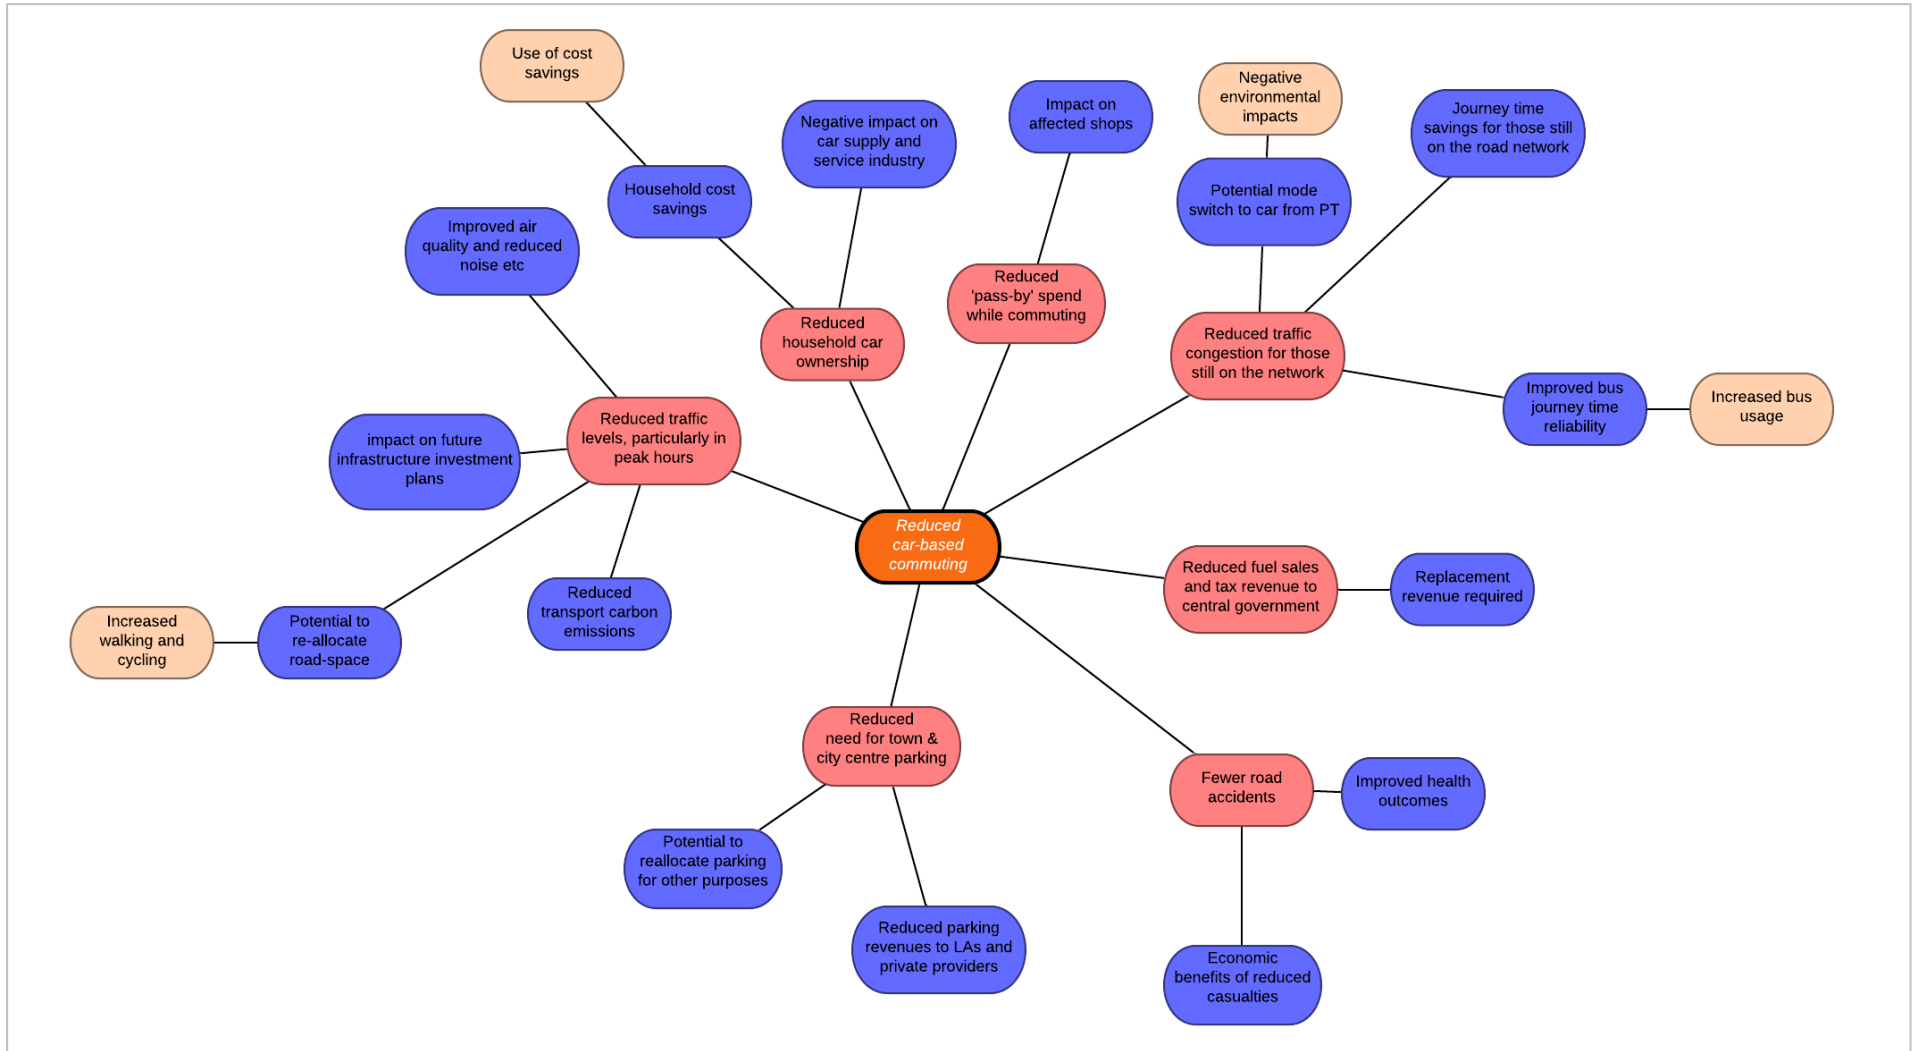 Use of cost
savings
Negative
environmental
impacts
Impact on
affected shops
Journey time
savings for those still
on the road network
Negative impact on
car supply and
service industry
Household cost
savings
Potential mode
switch to car from PT
Improved air
quality and reduced
noise etc
Reduced
'pass-by' spend
while commuting
Reduced
household car
ownership
Reduced traffic
congestion for those
still on the network
Improved bus
journey time
reliability
Increased bus
usage
Reduced traffic
levels, particularly in
peak hours
impact on future
infrastructure investment
plans
Reduced
car-based
commuting
Reduced fuel sales
and tax revenue to
central government
Replacement
revenue required
Reduced
transport carbon
emissions
Increased
walking and
cycling
Potential to
re-allocate
road-space
Reduced
need for town &
city centre parking
Fewer road
accidents
Improved health
outcomes
Potential to
reallocate parking
for other purposes
Reduced parking
revenues to LAs and
private providers
Economic
benefits of reduced
casualties